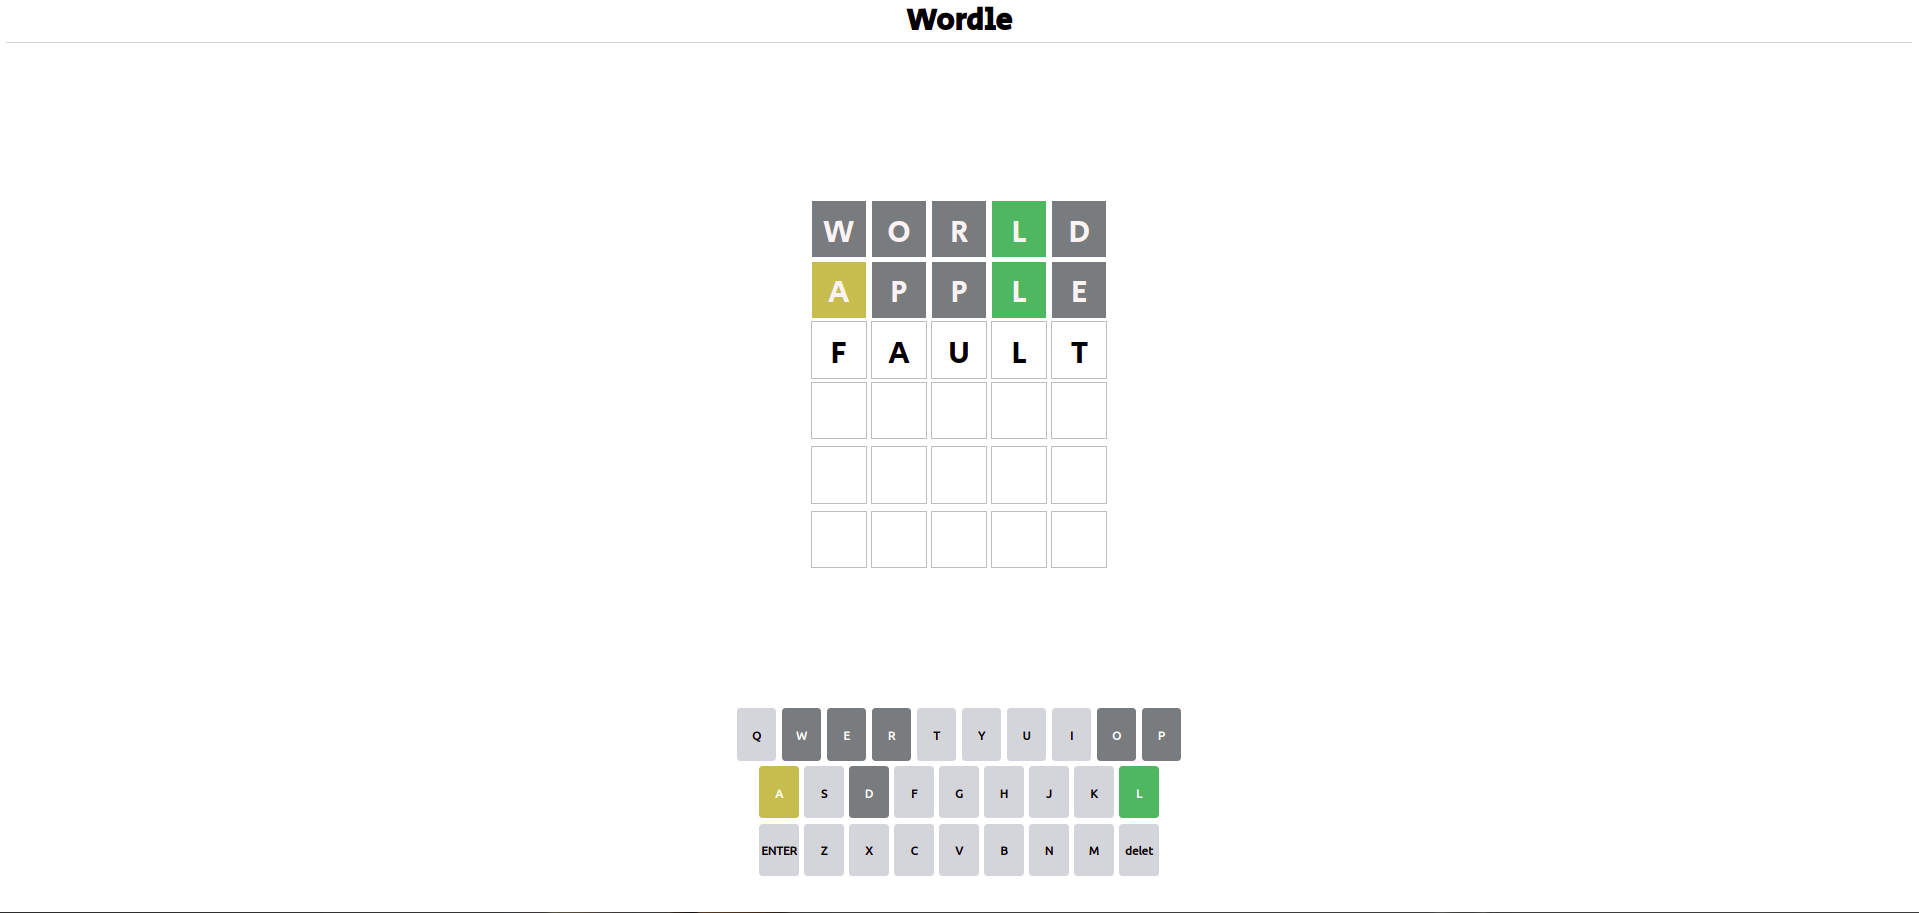 Wordle
W O R L D
A P P L E
F A U L T
Q W E R T Y U I O P
A S D F G H J K L
ENTER Z X C V B N M delet